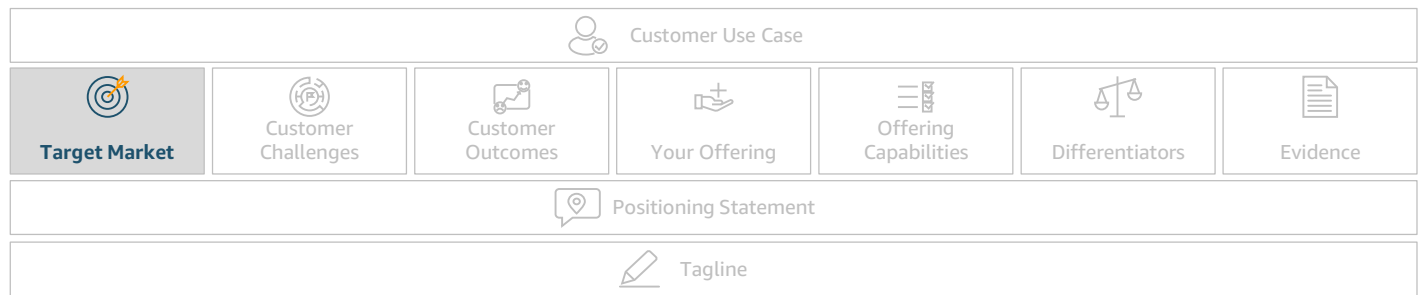 Customer Use Case
Target Market
Customer
Challenges
Customer
Outcomes
Your Offering
Offering
Capabilities
Differentiators
Evidence
Positioning Statement
Tagline